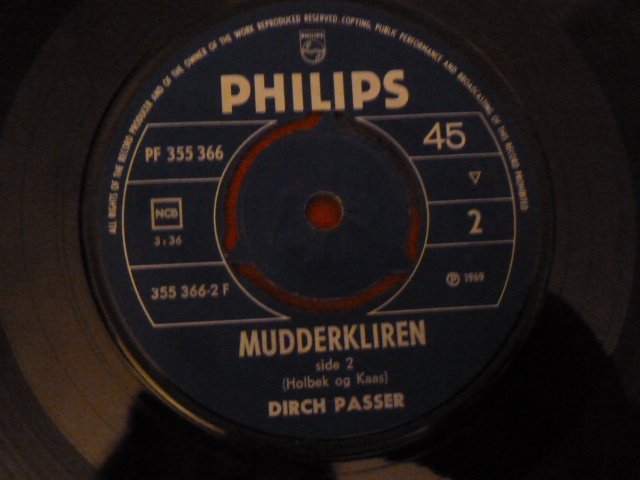 ALL RIGHTS OF THE RECORD PRODUCER AND OF THE OWNER OF THE WORK REPRODUCED RESERVED. COPYING, PUBLIC PERFORMANCE AND BROADCASTING OF THIS RECORD PROHIBITED
PHILIPS
PHILIPS
PF 355 366
45
NCB
2
3:36
355 366-2 F
℗ 1969
MUDDERKLIREN
side 2
(Holbek og Kaas)
DIRCH PASSER